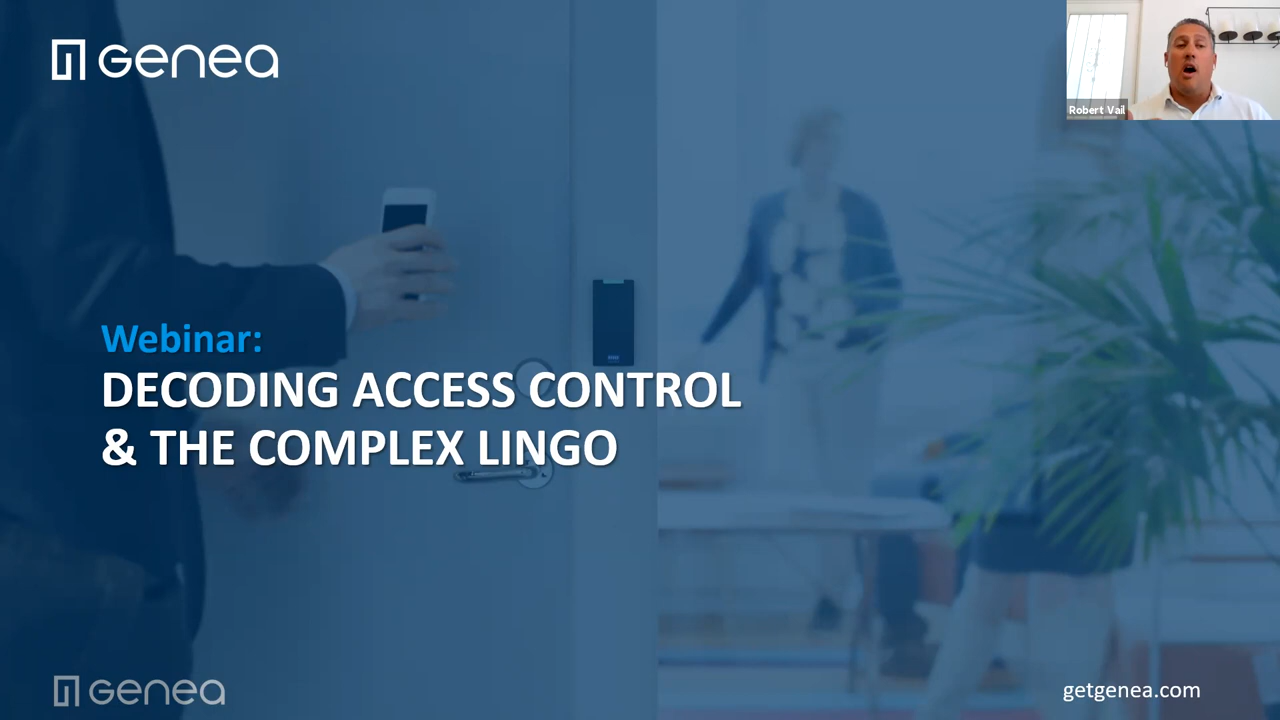 Genea
Robert Vail
Webinar:
DECODING ACCESS CONTROL
& THE COMPLEX LINGO
Genea
getgenea.com